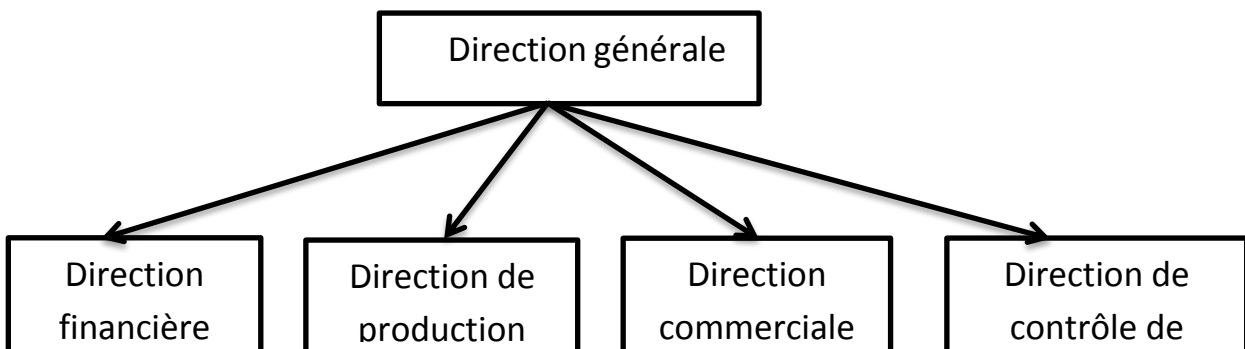 Direction générale
Direction
financière
Direction de
production
Direction
commerciale
Direction de
contrôle de